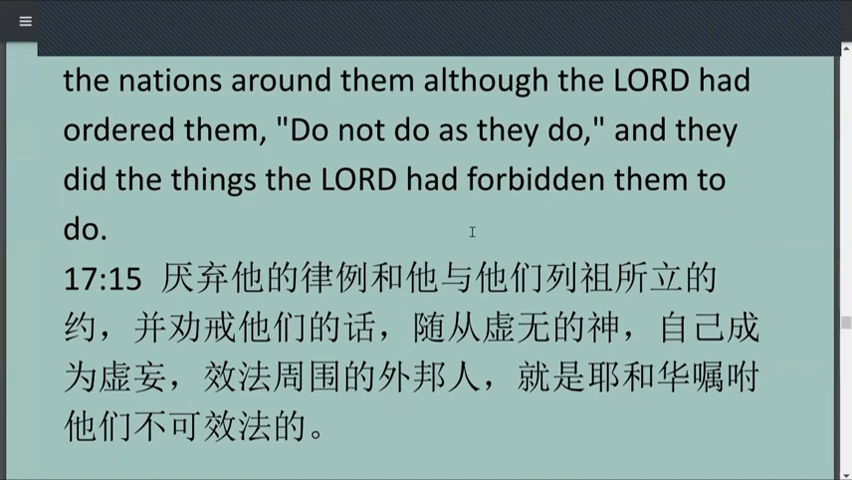 the nations around them although the LORD had
ordered them, "Do not do as they do," and they
did the things the LORD had forbidden them to
do.
17:15 厌弃他的律例和他与他们列祖所立的
约，并劝戒他们的话，随从虚无的神，自己成
为虚妄，效法周围的外邦人，就是耶和华嘱咐
他们不可效法的。